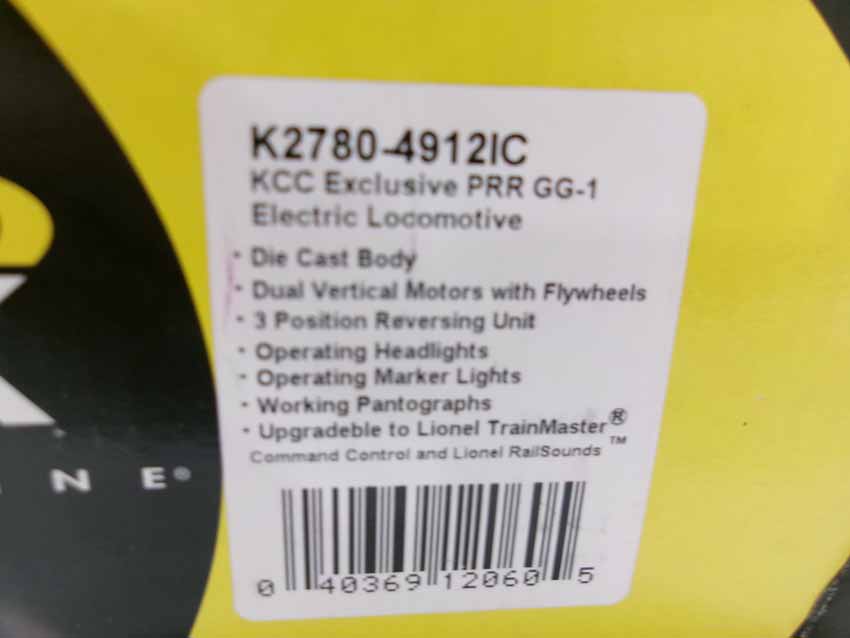 K2780-4912IC
KCC Exclusive PRR GG-1
Electric Locomotive
• Die Cast Body
• Dual Vertical Motors with Flywheels
• 3 Position Reversing Unit
• Operating Headlights
• Operating Marker Lights
• Working Pantographs
• Upgradeble to Lionel TrainMaster®
Command Control and Lionel RailSounds™
0 40369 12060 5
I N E®